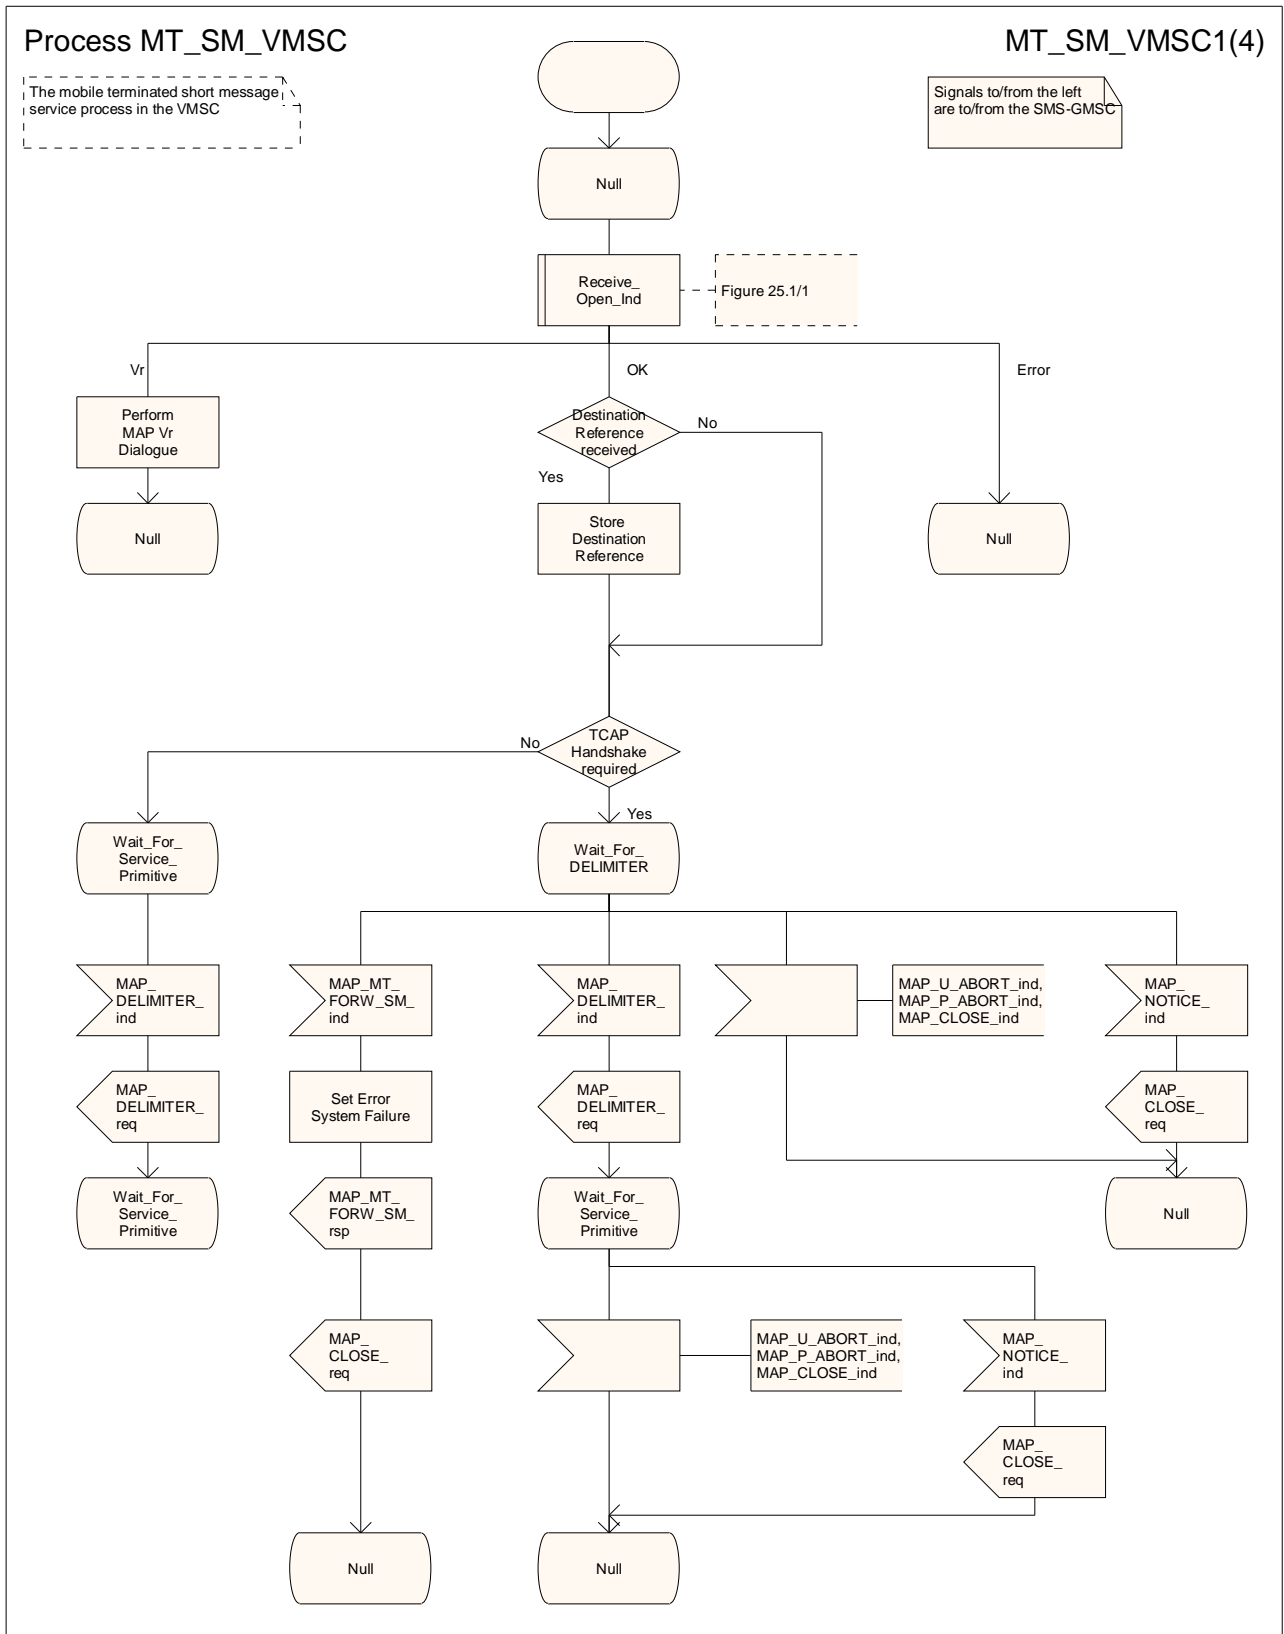 Process MT_SM_VMSC
MT_SM_VMSC1(4)
The mobile terminated short message
service process in the VMSC
Signals to/from the left
are to/from the SMS-GMSC
Null
Receive_
Open_Ind
Figure 25.1/1
Vr
OK
Error
Perform
MAP Vr
Dialogue
Destination
Reference
received
No
Yes
Null
Store
Destination
Reference
Null
TCAP
Handshake
required
No
Yes
Wait_For_
Service_
Primitive
Wait_For_
DELIMITER
MAP_
DELIMITER_
ind
MAP_MT_
FORW_SM_
ind
MAP_
DELIMITER_
ind
MAP_U_ABORT_ind,
MAP_P_ABORT_ind,
MAP_CLOSE_ind
MAP_
NOTICE_
ind
MAP_
DELIMITER_
req
Set Error
System Failure
MAP_
DELIMITER_
req
MAP_
CLOSE_
req
Wait_For_
Service_
Primitive
MAP_MT_
FORW_SM_
rsp
Wait_For_
Service_
Primitive
Null
MAP_
CLOSE_
req
MAP_U_ABORT_ind,
MAP_P_ABORT_ind,
MAP_CLOSE_ind
MAP_
NOTICE_
ind
MAP_
CLOSE_
req
Null
Null